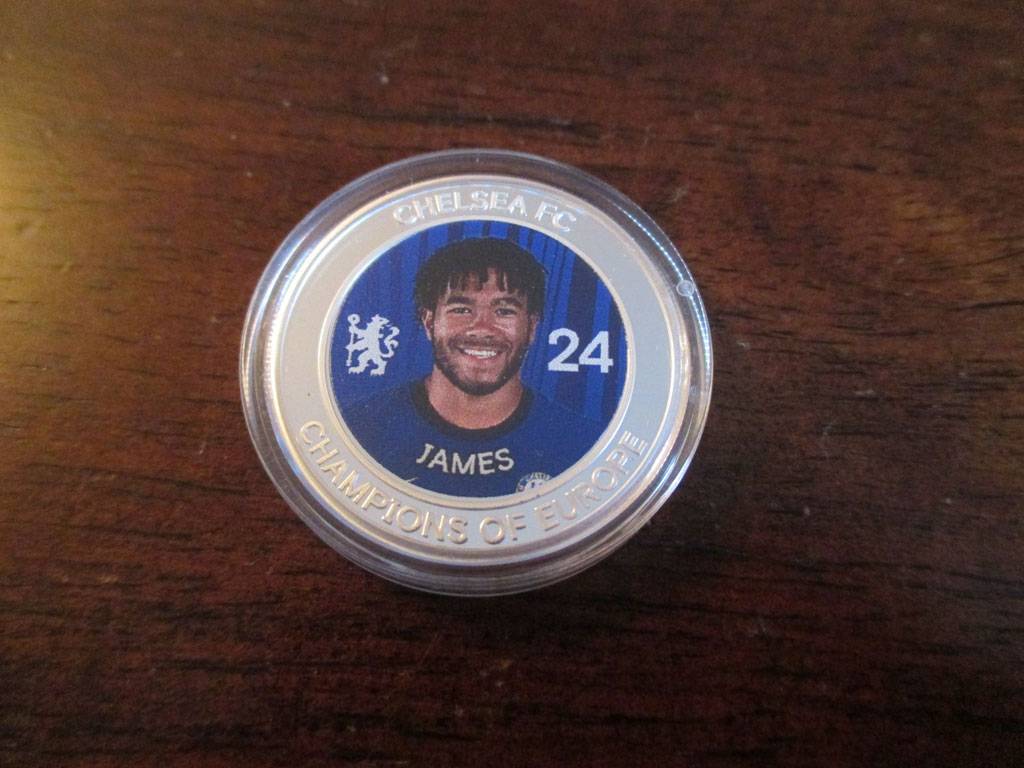 CHELSEA FC
24
JAMES
CHAMPIONS OF EUROPE